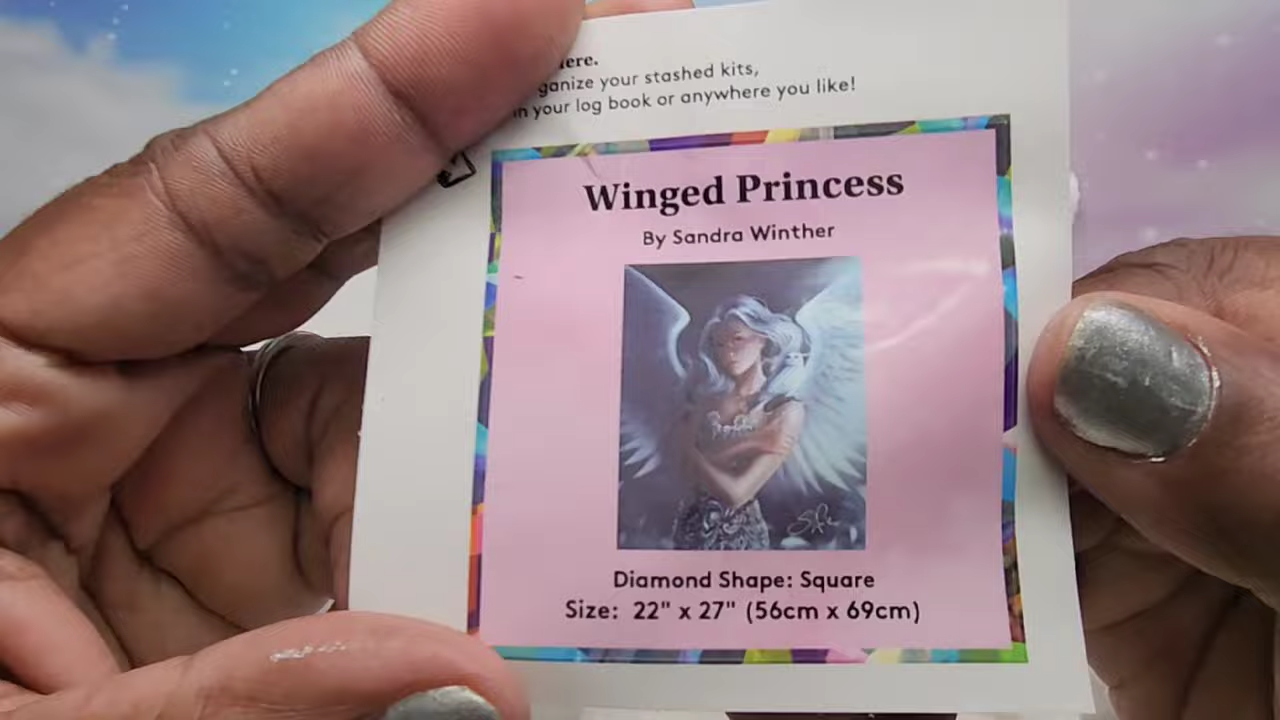 ganize your stashed kits,
your log book or anywhere you like!
Winged Princess
By Sandra Winther
Diamond Shape: Square
Size: 22" x 27" (56cm x 69cm)